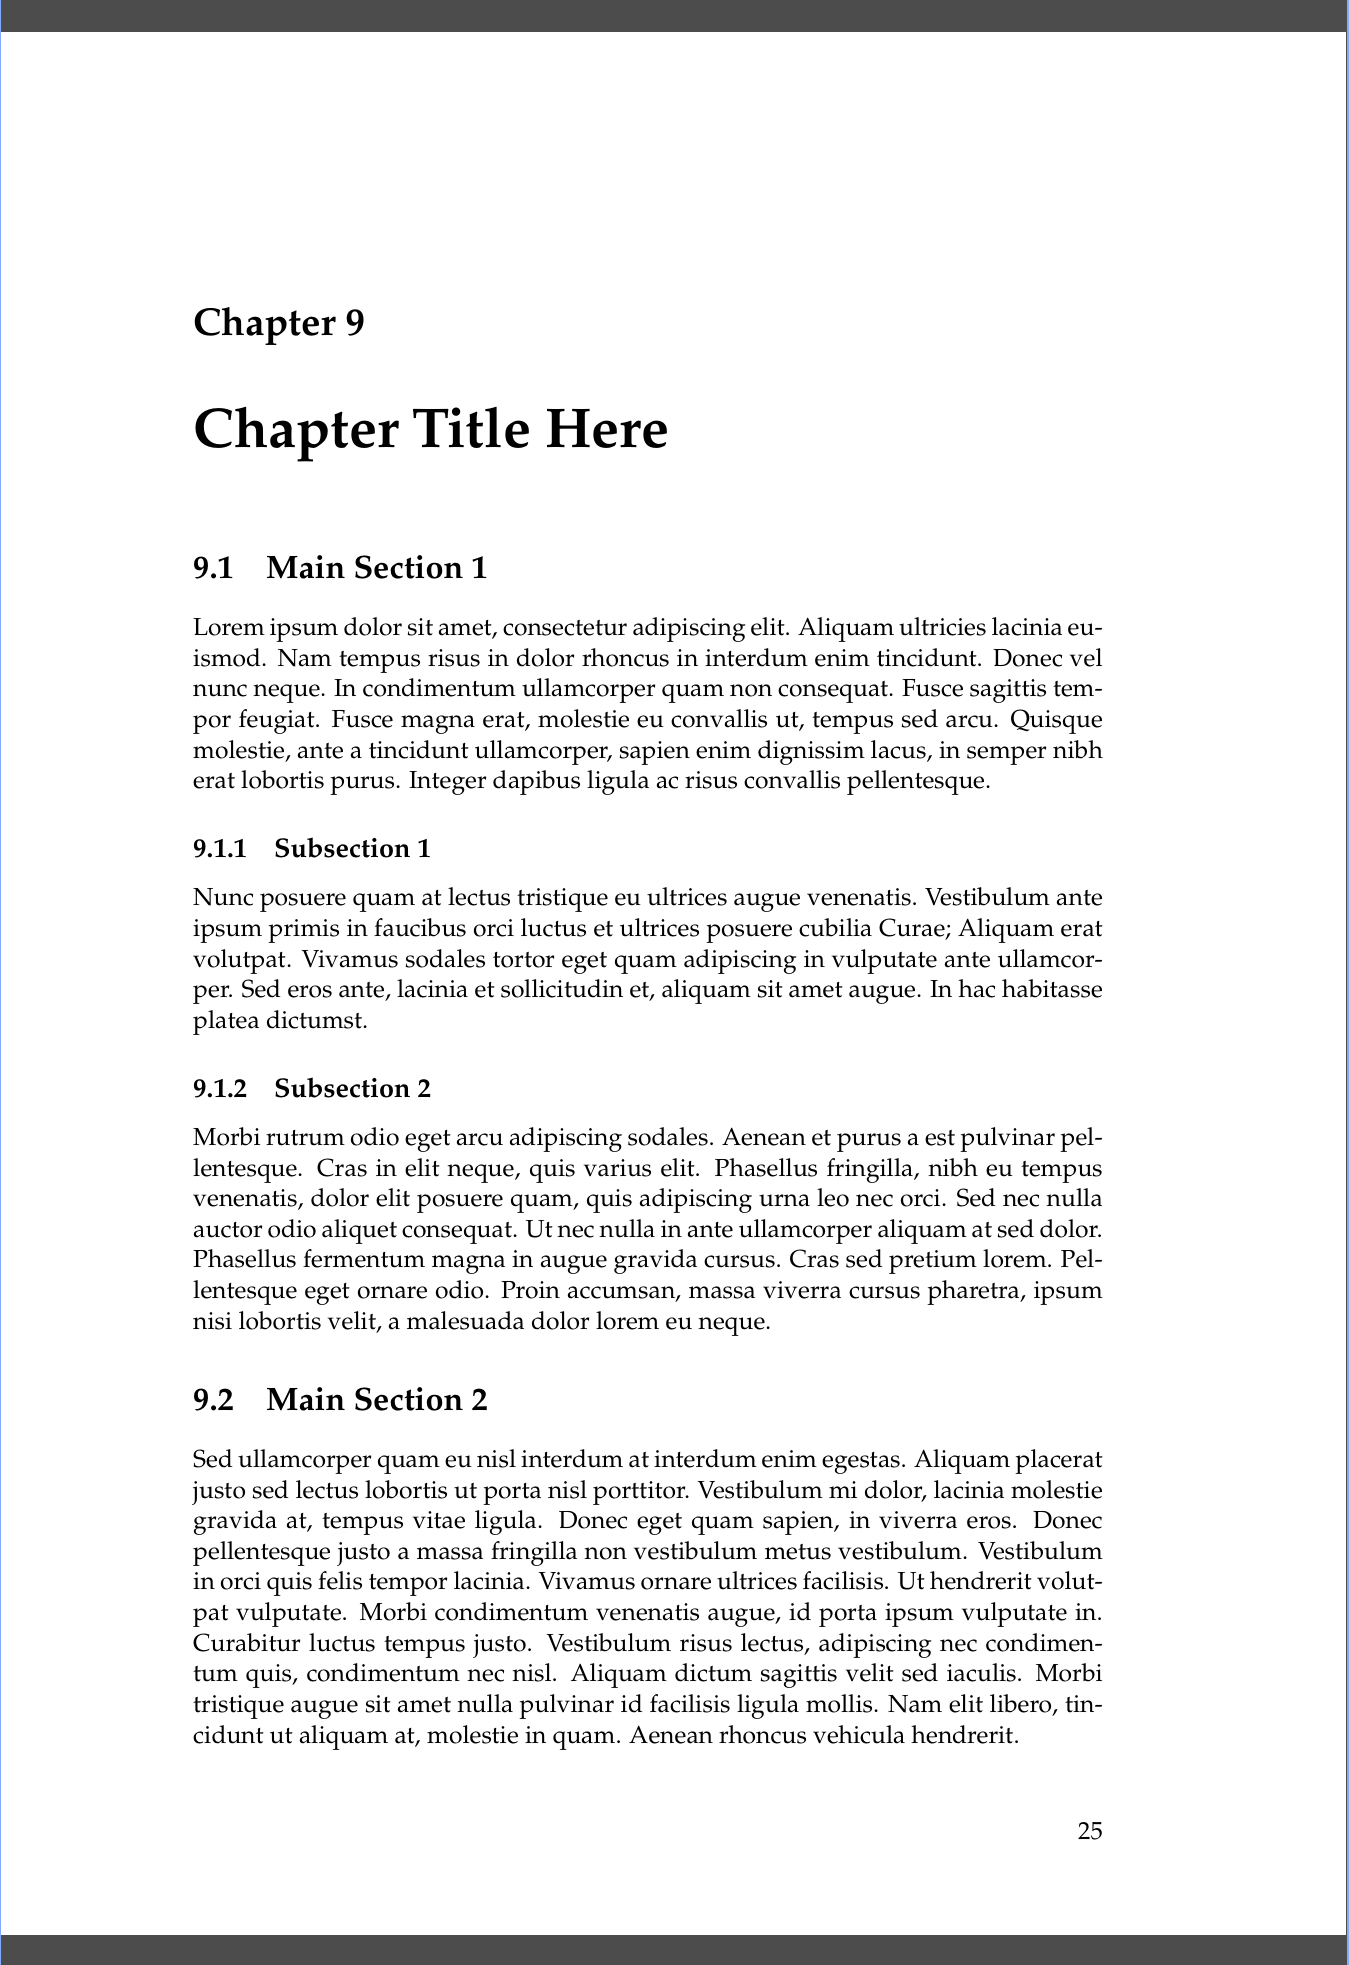 Chapter 9
Chapter Title Here
9.1 Main Section 1
Lorem ipsum dolor sit amet, consectetur adipiscing elit. Aliquam ultricies lacinia eu-
ismod. Nam tempus risus in dolor rhoncus in interdum enim tincidunt. Donec vel
nunc neque. In condimentum ullamcorper quam non consequat. Fusce sagittis tem-
por feugiat. Fusce magna erat, molestie eu convallis ut, tempus sed arcu. Quisque
molestie, ante a tincidunt ullamcorper, sapien enim dignissim lacus, in semper nibh
erat lobortis purus. Integer dapibus ligula ac risus convallis pellentesque.
9.1.1 Subsection 1
Nunc posuere quam at lectus tristique eu ultrices augue venenatis. Vestibulum ante
ipsum primis in faucibus orci luctus et ultrices posuere cubilia Curae; Aliquam erat
volutpat. Vivamus sodales tortor eget quam adipiscing in vulputate ante ullamcor-
per. Sed eros ante, lacinia et sollicitudin et, aliquam sit amet augue. In hac habitasse
platea dictumst.
9.1.2 Subsection 2
Morbi rutrum odio eget arcu adipiscing sodales. Aenean et purus a est pulvinar pel-
lentesque. Cras in elit neque, quis varius elit. Phasellus fringilla, nibh eu tempus
venenatis, dolor elit posuere quam, quis adipiscing urna leo nec orci. Sed nec nulla
auctor odio aliquet consequat. Ut nec nulla in ante ullamcorper aliquam at sed dolor.
Phasellus fermentum magna in augue gravida cursus. Cras sed pretium lorem. Pel-
lentesque eget ornare odio. Proin accumsan, massa viverra cursus pharetra, ipsum
nisi lobortis velit, a malesuada dolor lorem eu neque.
9.2 Main Section 2
Sed ullamcorper quam eu nisl interdum at interdum enim egestas. Aliquam placerat
justo sed lectus lobortis ut porta nisl porttitor. Vestibulum mi dolor, lacinia molestie
gravida at, tempus vitae ligula. Donec eget quam sapien, in viverra eros. Donec
pellentesque justo a massa fringilla non vestibulum metus vestibulum. Vestibulum
in orci quis felis tempor lacinia. Vivamus ornare ultrices facilisis. Ut hendrerit volut-
pat vulputate. Morbi condimentum venenatis augue, id porta ipsum vulputate in.
Curabitur luctus tempus justo. Vestibulum risus lectus, adipiscing nec condimen-
tum quis, condimentum nec nisl. Aliquam dictum sagittis velit sed iaculis. Morbi
tristique augue sit amet nulla pulvinar id facilisis ligula mollis. Nam elit libero, tin-
cidunt ut aliquam at, molestie in quam. Aenean rhoncus vehicula hendrerit.
25